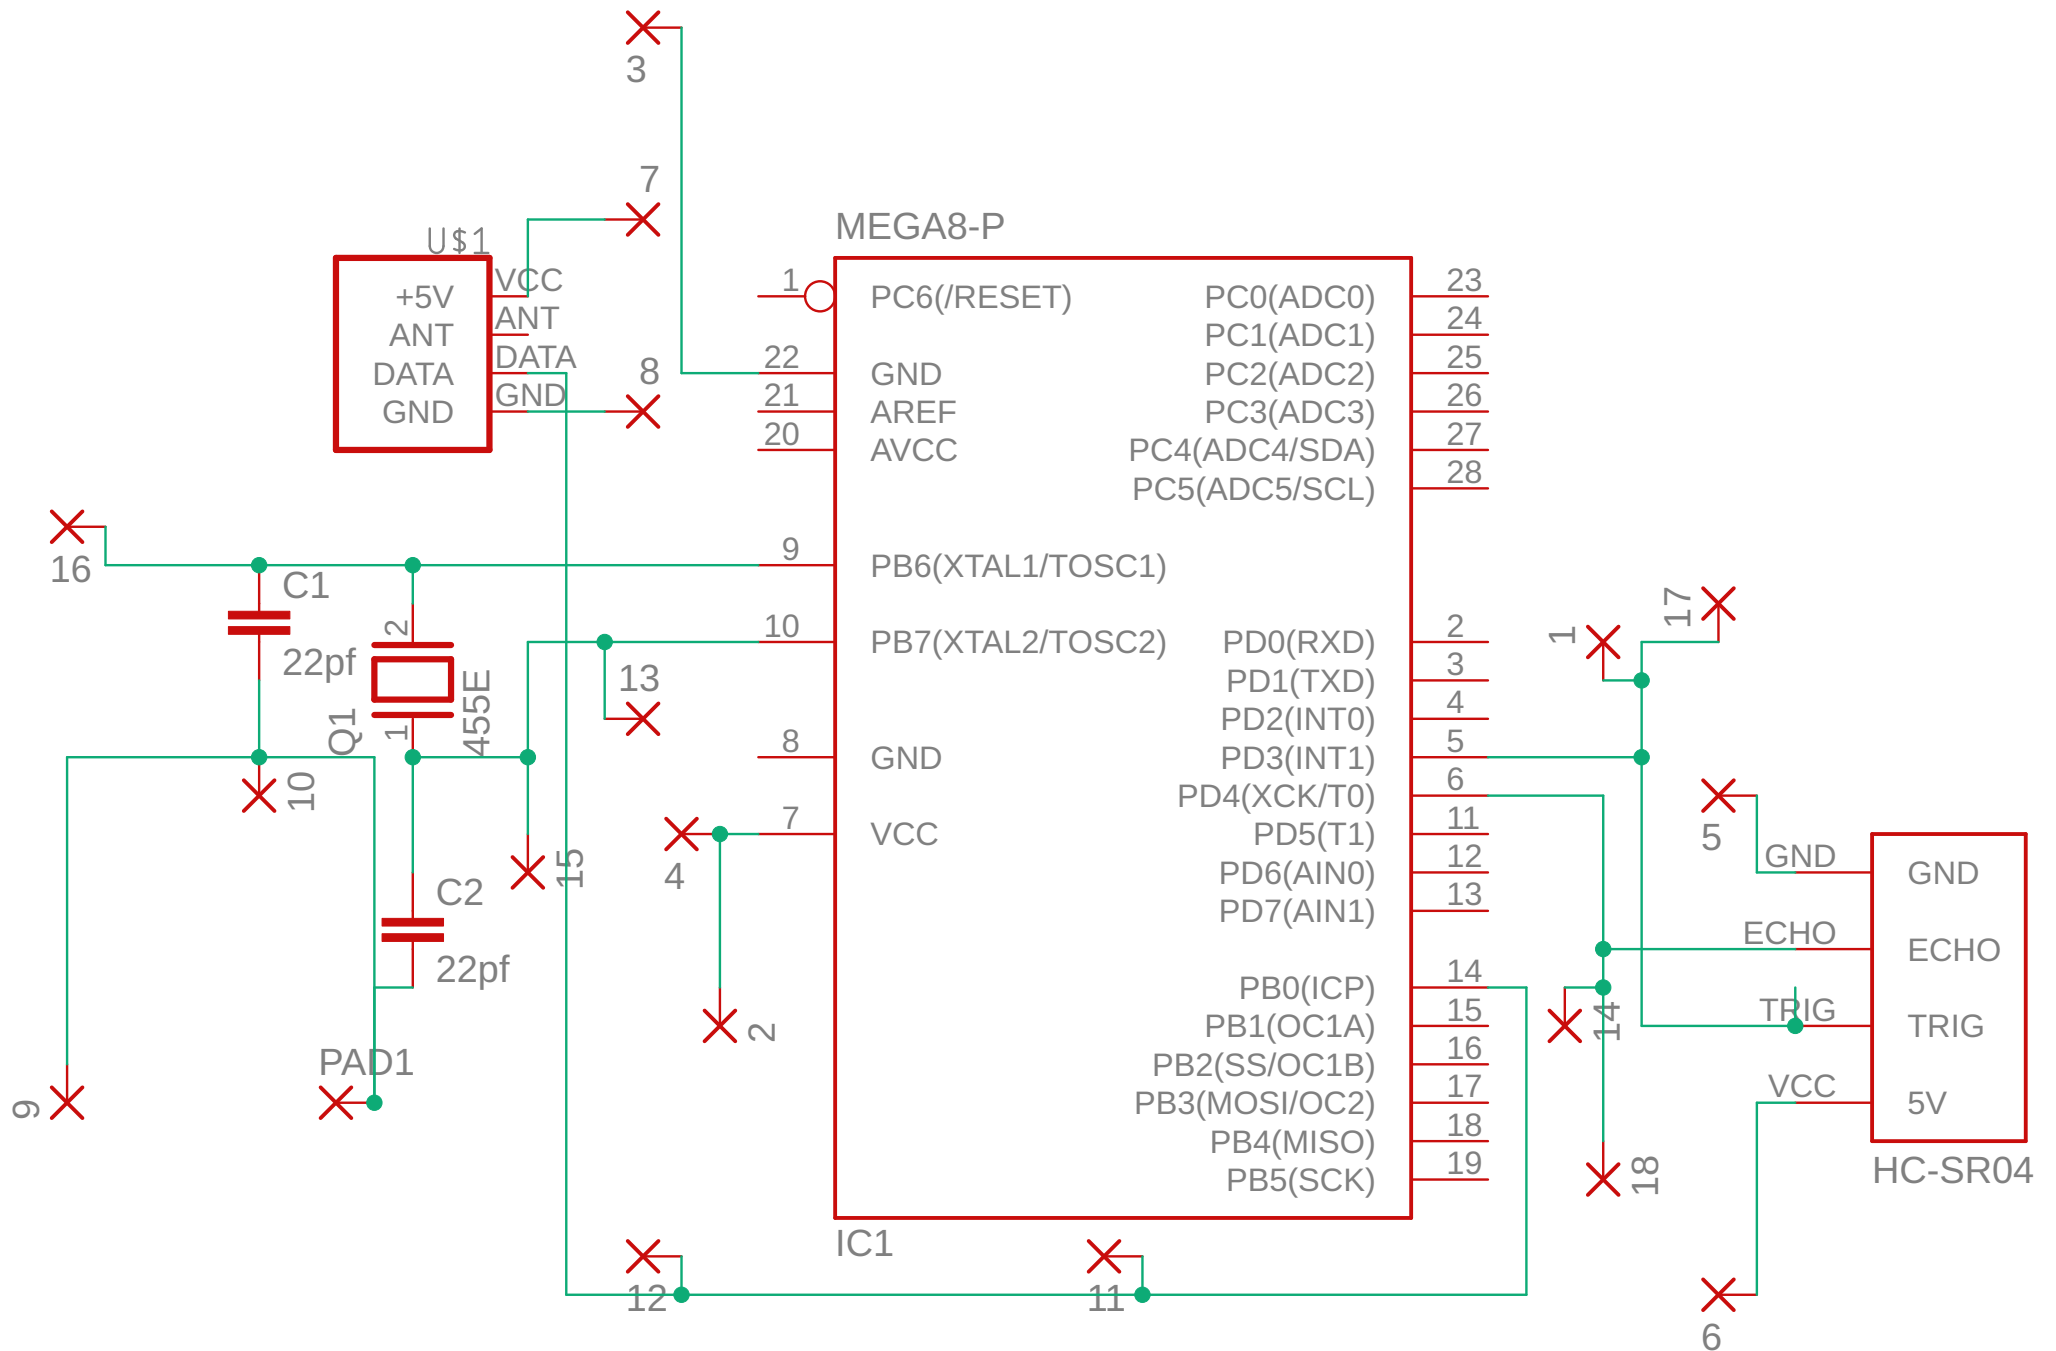 3
7
MEGA8-P
U$1
+5V VCC
ANT ANT
DATA DATA
GND GND
8
1 PC6(/RESET) PC0(ADC0) 23
PC1(ADC1) 24
22 GND PC2(ADC2) 25
21 AREF PC3(ADC3) 26
20 AVCC PC4(ADC4/SDA) 27
PC5(ADC5/SCL) 28
16
9 PB6(XTAL1/TOSC1)
C1
22pf
2
Q1
1
455E
10 PB7(XTAL2/TOSC2) PD0(RXD) 2
13
PD1(TXD) 3
PD2(INT0) 4
8 GND PD3(INT1) 5
PD4(XCK/T0) 6
7 VCC PD5(T1) 11
PD6(AIN0) 12
PD7(AIN1) 13
1
17
10
4
15
C2
22pf
2
5
GND GND
ECHO ECHO
TRIG TRIG
VCC 5V
HC-SR04
PB0(ICP) 14
PB1(OC1A) 15
PB2(SS/OC1B) 16
PB3(MOSI/OC2) 17
PB4(MISO) 18
PB5(SCK) 19
14
18
PAD1
9
IC1
12
11
6